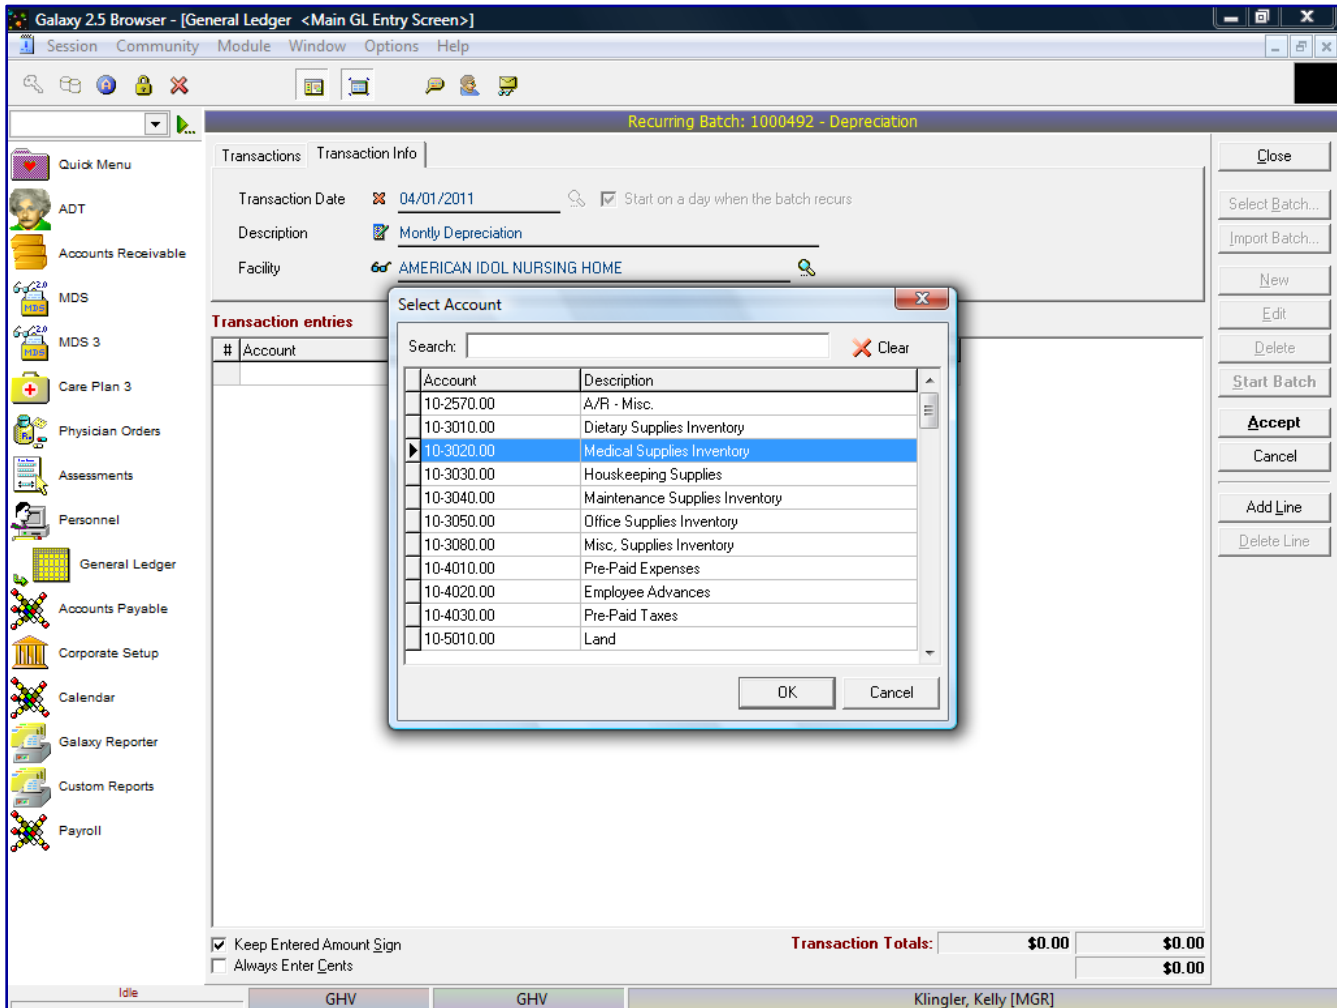 Galaxy 2.5 Browser - [General Ledger <Main GL Entry Screen>]
Session Community Module Window Options Help
Recurring Batch: 1000492 - Depreciation
Quick Menu
ADT
Accounts Receivable
MDS
MDS 3
Care Plan 3
Physician Orders
Assessments
Personnel
General Ledger
Accounts Payable
Corporate Setup
Calendar
Galaxy Reporter
Custom Reports
Payroll
Transactions Transaction Info
Transaction Date 04/01/2011 Start on a day when the batch recurs
Description Montly Depreciation
Facility AMERICAN IDOL NURSING HOME
Transaction entries
# Account
Select Account
Search: Clear
Account Description
10-2570.00 A/R - Misc.
10-3010.00 Dietary Supplies Inventory
10-3020.00 Medical Supplies Inventory
10-3030.00 Houskeeping Supplies
10-3040.00 Maintenance Supplies Inventory
10-3050.00 Office Supplies Inventory
10-3080.00 Misc, Supplies Inventory
10-4010.00 Pre-Paid Expenses
10-4020.00 Employee Advances
10-4030.00 Pre-Paid Taxes
10-5010.00 Land
OK Cancel
Close
Select Batch...
Import Batch...
New
Edit
Delete
Start Batch
Accept
Cancel
Add Line
Delete Line
Keep Entered Amount Sign
Always Enter Cents
Transaction Totals: $0.00 $0.00
$0.00
Idle GHV GHV Klingler, Kelly [MGR]